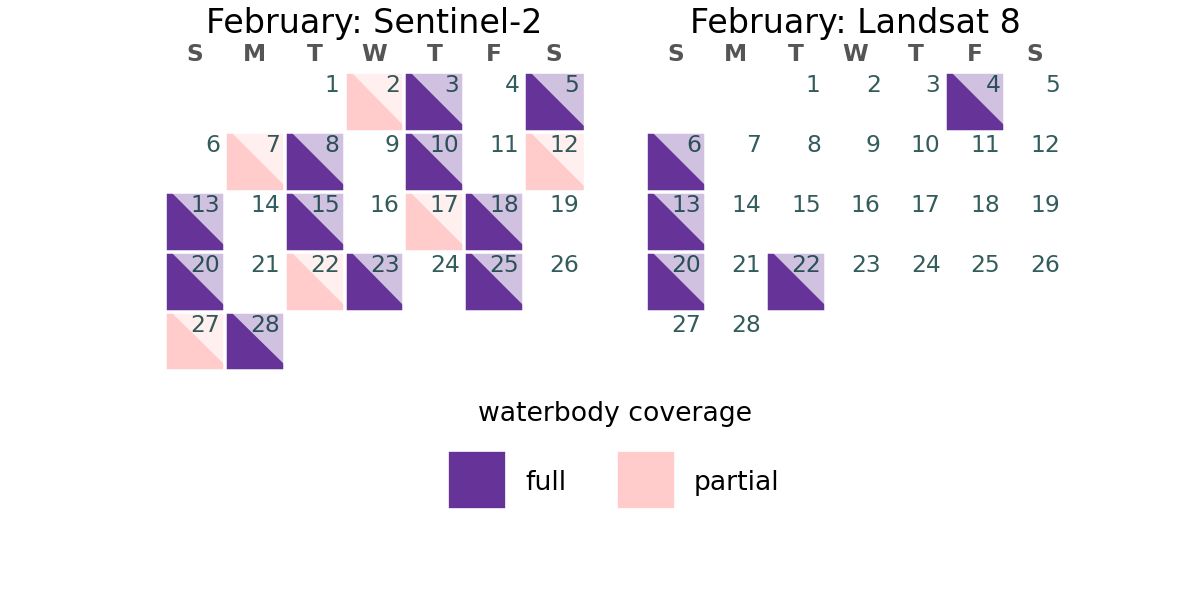 February: Sentinel-2
S M T W T F S
1 2 3 4 5
6 7 8 9 10 11 12
13 14 15 16 17 18 19
20 21 22 23 24 25 26
27 28
February: Landsat 8
S M T W T F S
1 2 3 4 5
6 7 8 9 10 11 12
13 14 15 16 17 18 19
20 21 22 23 24 25 26
27 28
waterbody coverage
full partial